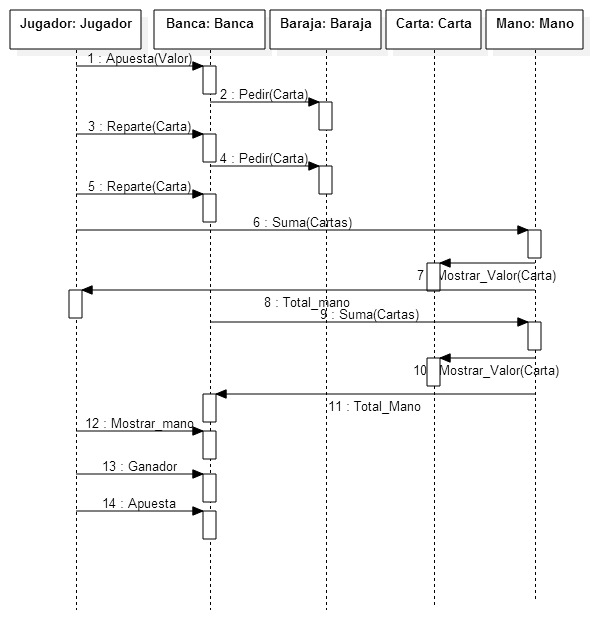 Jugador: Jugador
Banca: Banca
Baraja: Baraja
Carta: Carta
Mano: Mano
1 : Apuesta(Valor)
2 : Pedir(Carta)
3 : Reparte(Carta)
4 : Pedir(Carta)
5 : Reparte(Carta)
6 : Suma(Cartas)
7 : Mostrar_Valor(Carta)
8 : Total_mano
9 : Suma(Cartas)
10 : Mostrar_Valor(Carta)
11 : Total_Mano
12 : Mostrar_mano
13 : Ganador
14 : Apuesta